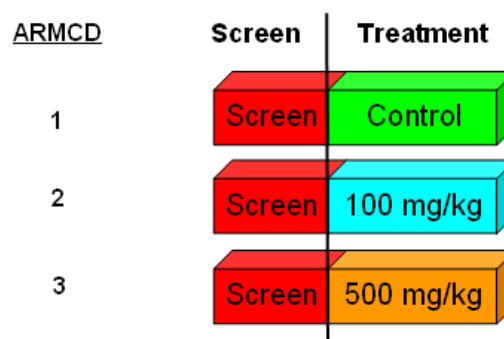 ARMCD Screen Treatment
1 Screen Control
2 Screen 100 mg/kg
3 Screen 500 mg/kg